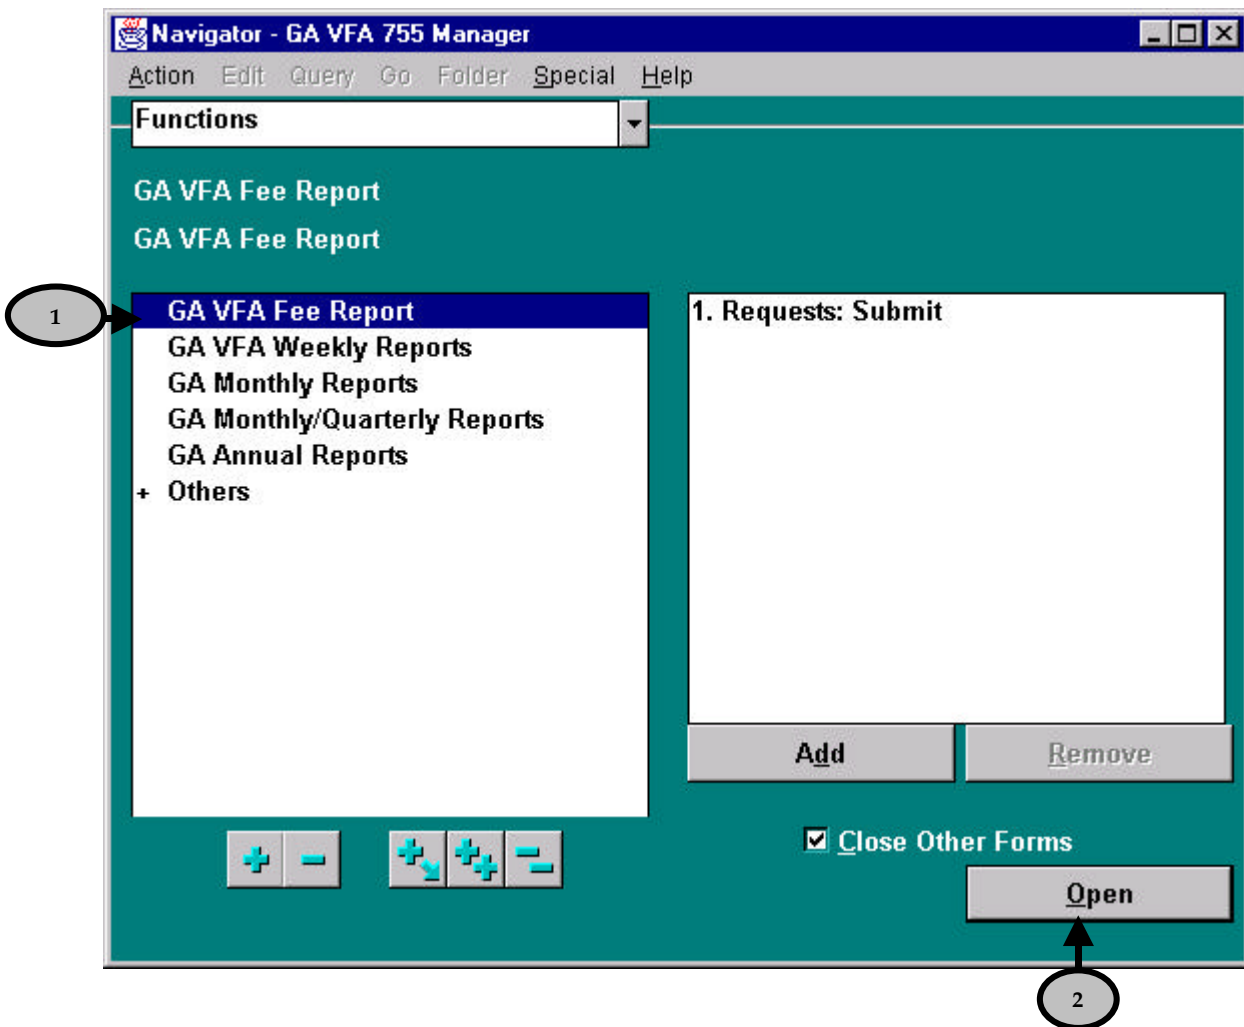 Navigator - GA VFA 755 Manager
Action Edit Query Go Folder Special Help
Functions
GA VFA Fee Report
GA VFA Fee Report
1
GA VFA Fee Report
GA VFA Weekly Reports
GA Monthly Reports
GA Monthly/Quarterly Reports
GA Annual Reports
+ Others
1. Requests: Submit
Add Remove
Close Other Forms
Open
2